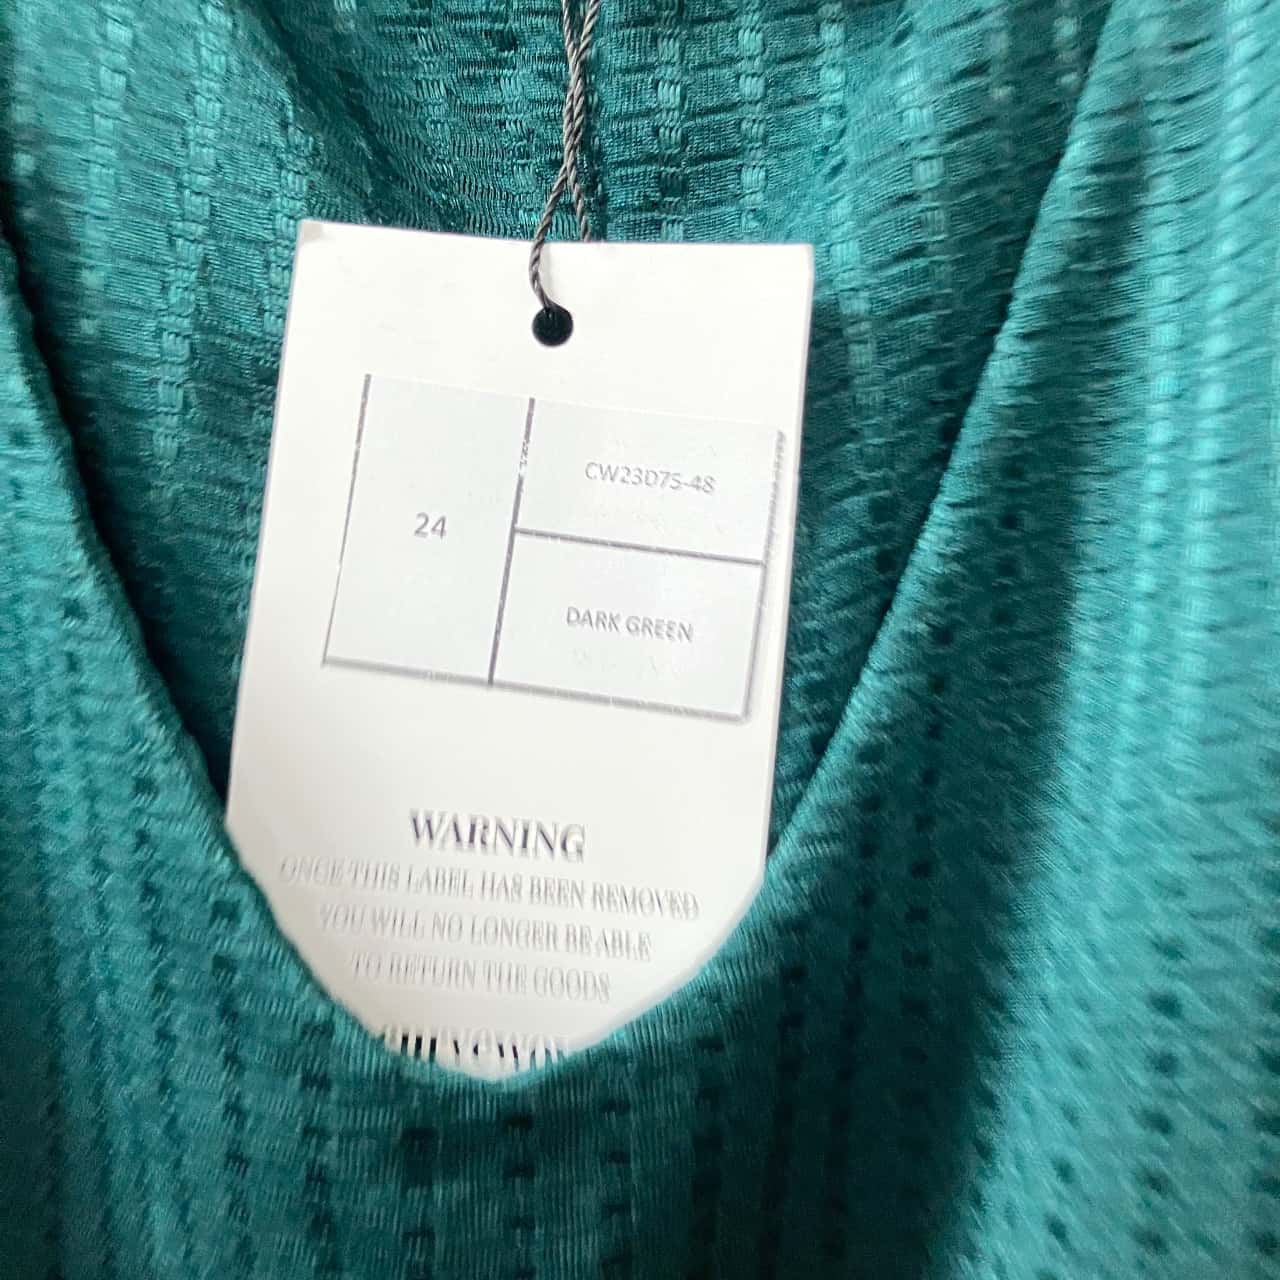 24
CW23D75-48
DARK GREEN
WARNING
ONCE THIS LABEL HAS BEEN REMOVED
YOU WILL NO LONGER BE ABLE
TO RETURN THE GOODS